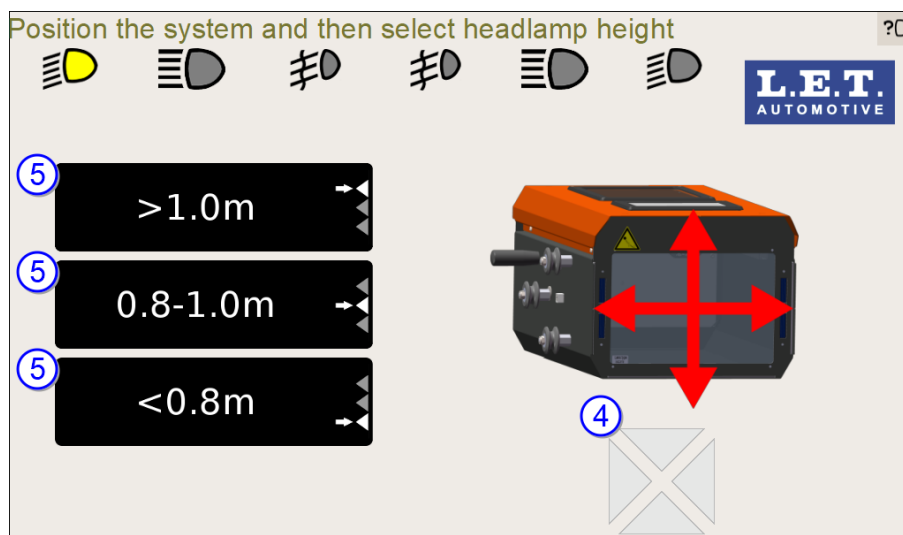 Position the system and then select headlamp height
?
L.E.T.
AUTOMOTIVE
5
>1.0m
5
0.8-1.0m
5
<0.8m
4